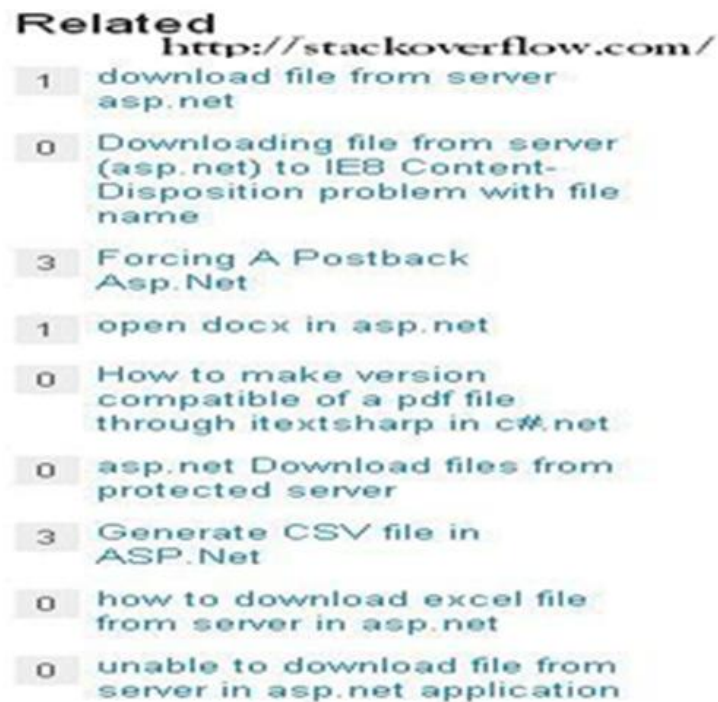 Related
http://stackoverflow.com/
1 download file from server
asp.net
0 Downloading file from server
(asp.net) to IE8 Content-
Disposition problem with file
name
3 Forcing A Postback
Asp.Net
1 open docx in asp.net
0 How to make version
compatible of a pdf file
through itextsharp in c#.net
0 asp.net Download files from
protected server
3 Generate CSV file in
ASP.Net
0 how to download excel file
from server in asp.net
0 unable to download file from
server in asp.net application